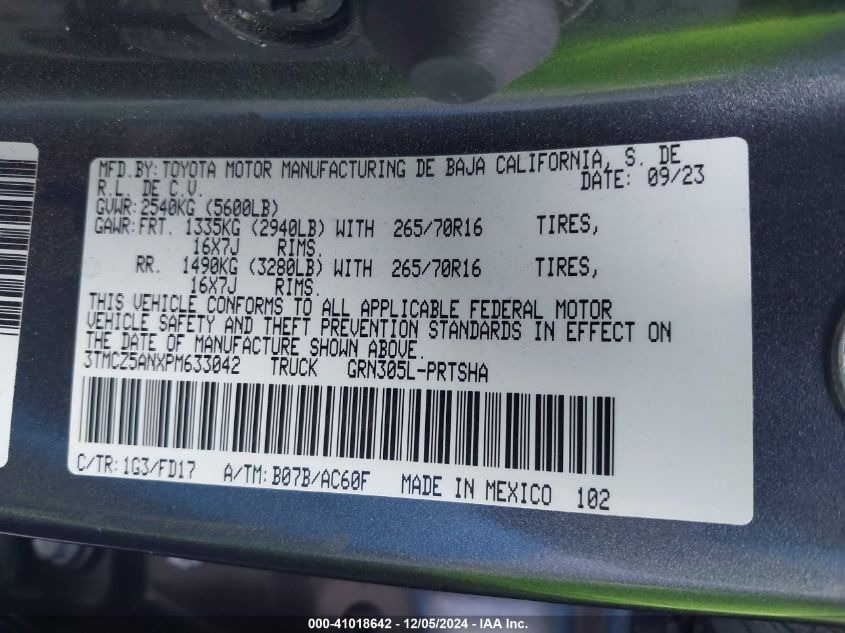 MFD.BY:TOYOTA MOTOR MANUFACTURING DE BAJA CALIFORNIA, S. DE
R.L. DE C.V. DATE: 09/23
GVWR:2540KG (5600LB)
GAWR:FRT. 1335KG (2940LB) WITH 265/70R16 TIRES,
16X7J RIMS.
RR. 1490KG (3280LB) WITH 265/70R16 TIRES,
16X7J RIMS.
THIS VEHICLE CONFORMS TO ALL APPLICABLE FEDERAL MOTOR
VEHICLE SAFETY AND THEFT PREVENTION STANDARDS IN EFFECT ON
THE DATE OF MANUFACTURE SHOWN ABOVE.
3TMCZ5ANXPM633042 TRUCK GRN305L-PRTSHA
C/TR:1G3/FD17 A/TM:B07B/AC60F MADE IN MEXICO 102
000-41018642 - 12/05/2024 - IAA Inc.